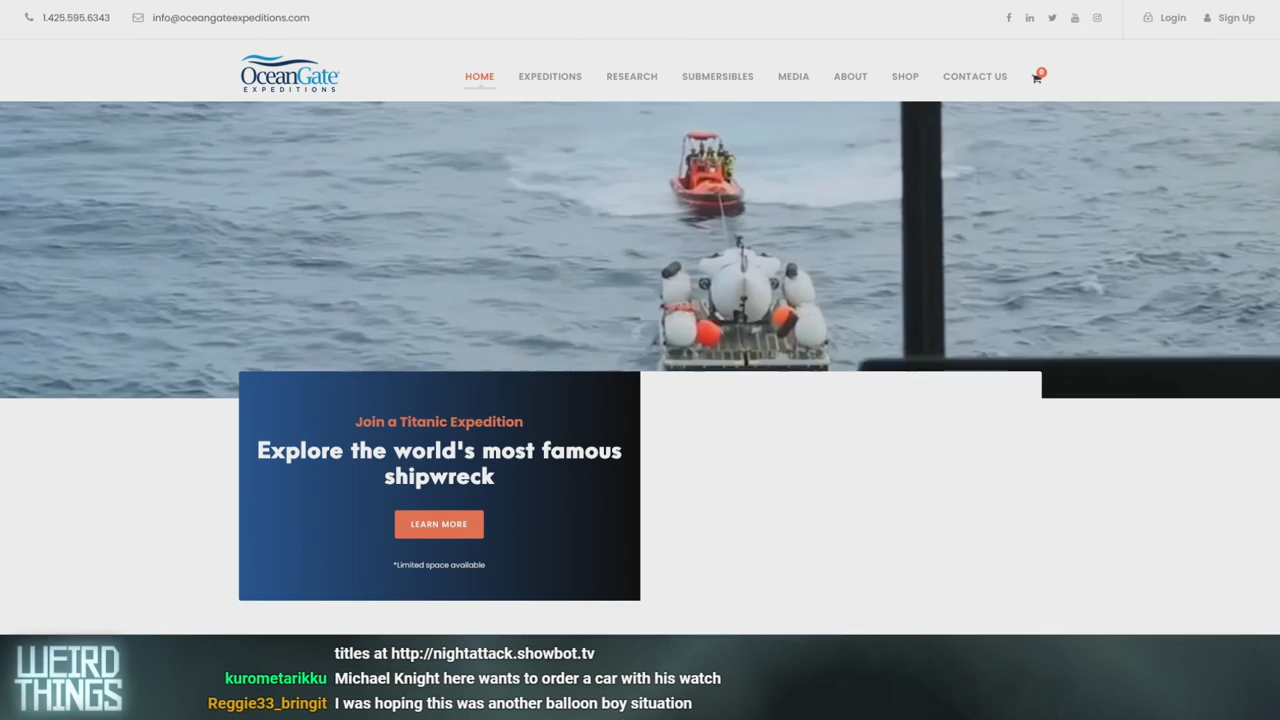 1.425.595.6343 info@oceangateexpeditions.com Login Sign Up
OceanGate
EXPEDITIONS
HOME EXPEDITIONS RESEARCH SUBMERSIBLES MEDIA ABOUT SHOP CONTACT US 0
Join a Titanic Expedition
Explore the world's most famous
shipwreck
LEARN MORE
*Limited space available
WEIRD
THINGS
titles at http://nightattack.showbot.tv
kurometarikku Michael Knight here wants to order a car with his watch
Reggie33_bringit I was hoping this was another balloon boy situation